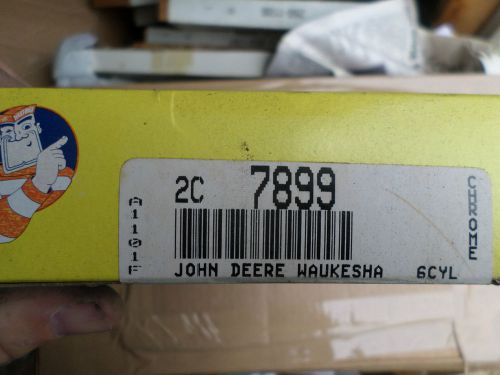 2C 7899
A1101F
CHROME
JOHN DEERE WAUKESHA 6CYL